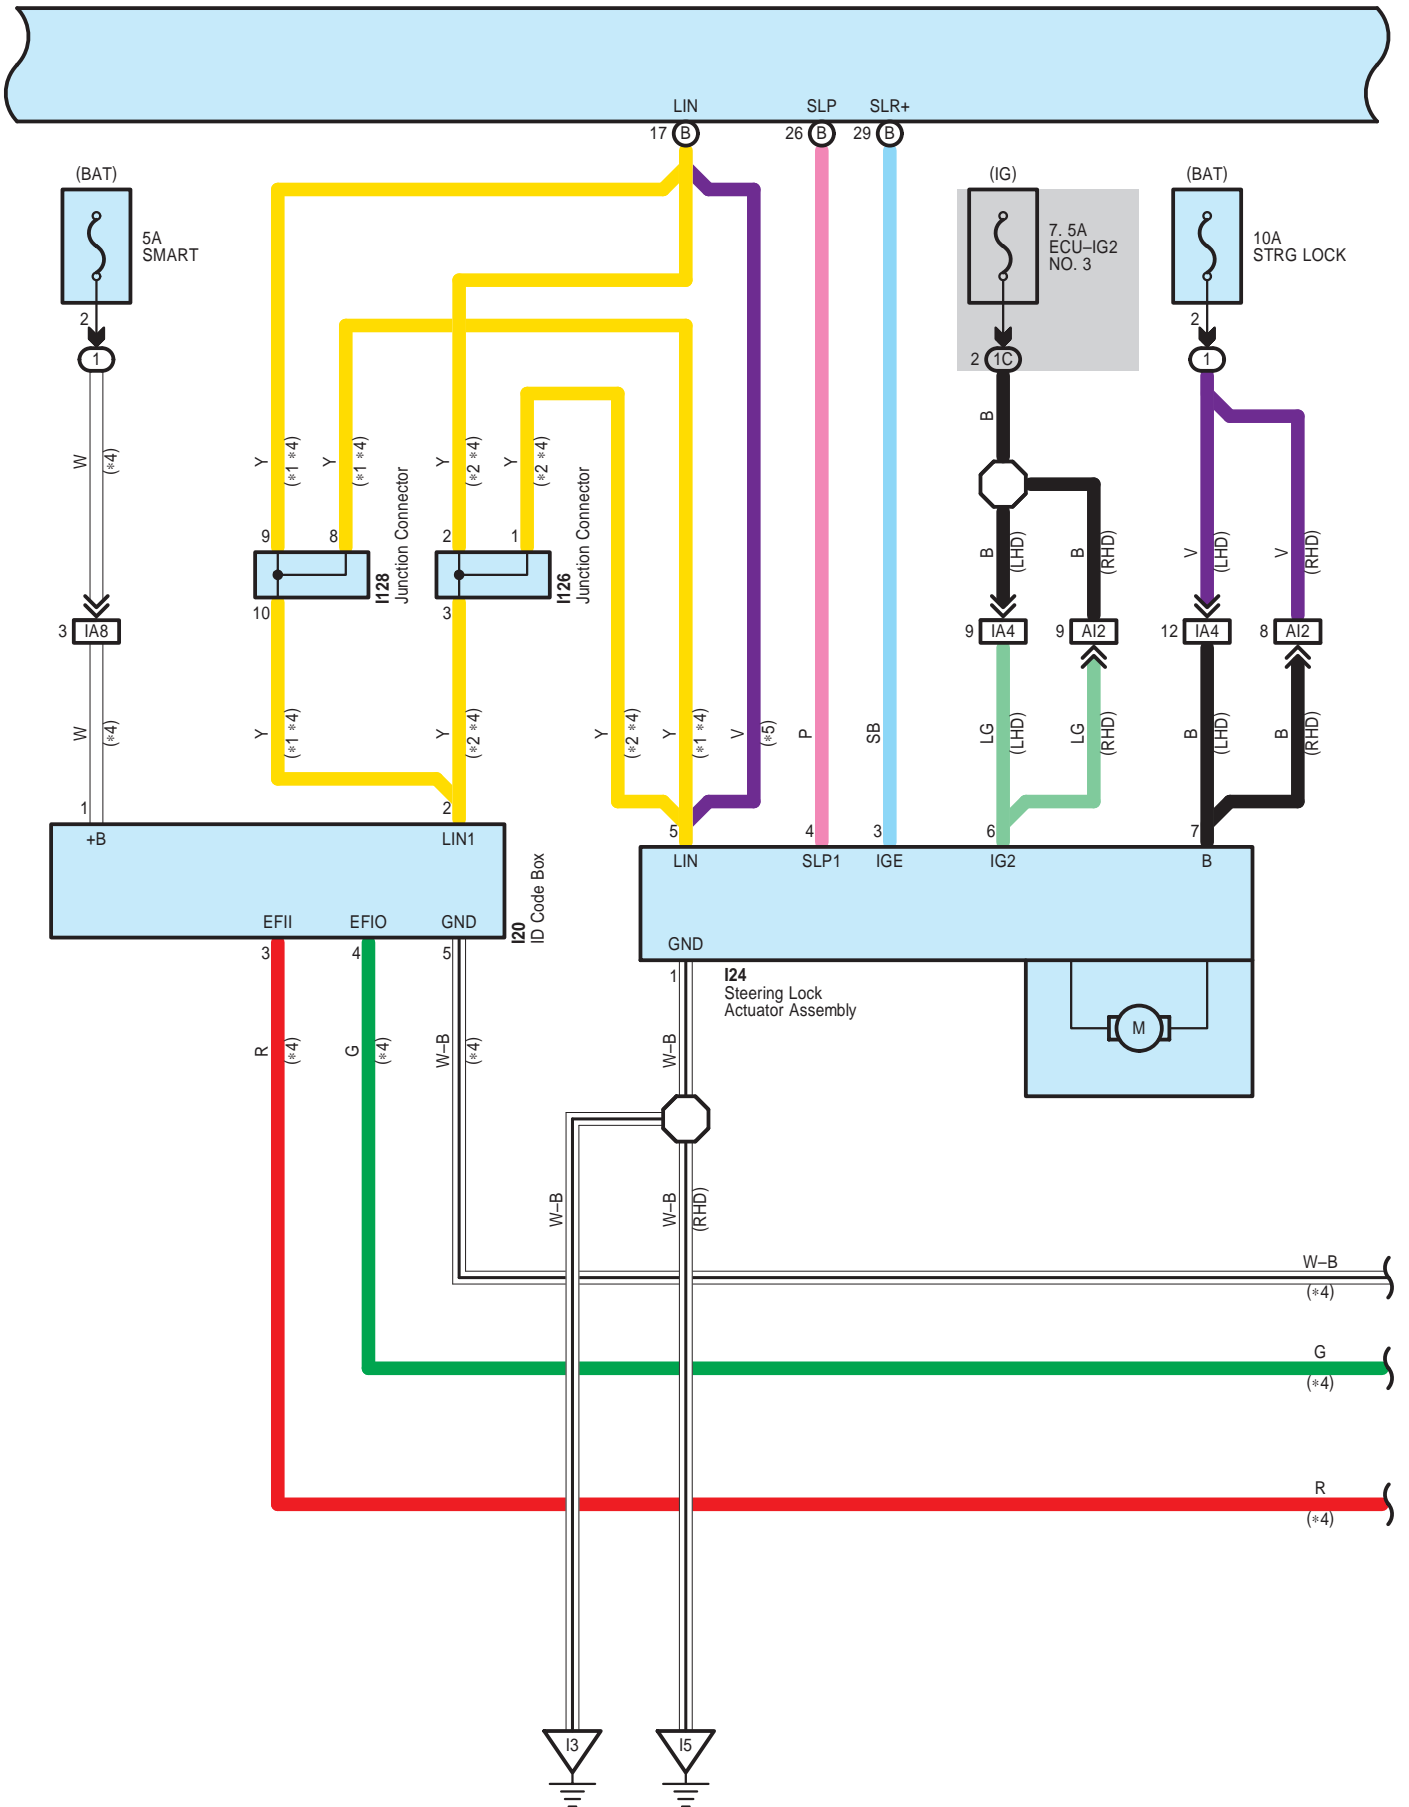 LIN
SLP
SLR+
17 B
26 B
29 B
(BAT)
(IG)
(BAT)
5A
SMART
7. 5A
ECU–IG2
NO. 3
10A
STRG LOCK
2
1
2 1C
2
1
B
W
(*4)
Y
(*1 *4)
Y
(*1 *4)
Y
(*2 *4)
Y
(*2 *4)
9
8
I128
Junction Connector
2
1
I126
Junction Connector
10
3
B
(LHD)
B
(RHD)
V
(LHD)
V
(RHD)
3 IA8
9 IA4
9 AI2
12 IA4
8 AI2
W
(*4)
Y
(*1 *4)
Y
(*2 *4)
Y
(*2 *4)
Y
(*1 *4)
V
(*5)
P
SB
LG
(LHD)
LG
(RHD)
B
(LHD)
B
(RHD)
1
2
5
4
3
6
7
+B
LIN1
LIN
SLP1
IGE
IG2
B
EFII
EFIO
GND
I20
ID Code Box
GND
3
4
5
1
I24
Steering Lock
Actuator Assembly
M
R
(*4)
G
(*4)
W–B
(*4)
W–B
W–B
W–B
(RHD)
W–B
(*4)
G
(*4)
R
(*4)
I3
I5